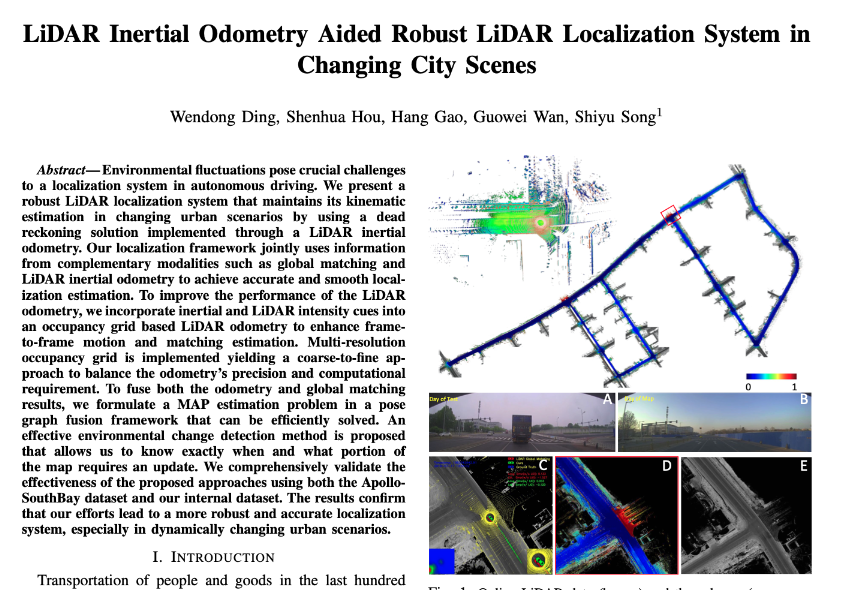 LiDAR Inertial Odometry Aided Robust LiDAR Localization System in
Changing City Scenes
Wendong Ding, Shenhua Hou, Hang Gao, Guowei Wan, Shiyu Song¹
Abstract—Environmental fluctuations pose crucial challenges
to a localization system in autonomous driving. We present a
robust LiDAR localization system that maintains its kinematic
estimation in changing urban scenarios by using a dead
reckoning solution implemented through a LiDAR inertial
odometry. Our localization framework jointly uses information
from complementary modalities such as global matching and
LiDAR inertial odometry to achieve accurate and smooth local-
ization estimation. To improve the performance of the LiDAR
odometry, we incorporate inertial and LiDAR intensity cues into
an occupancy grid based LiDAR odometry to enhance frame-
to-frame motion and matching estimation. Multi-resolution
occupancy grid is implemented yielding a coarse-to-fine ap-
proach to balance the odometry's precision and computational
requirement. To fuse both the odometry and global matching
results, we formulate a MAP estimation problem in a pose
graph fusion framework that can be efficiently solved. An
effective environmental change detection method is proposed
that allows us to know exactly when and what portion of
the map requires an update. We comprehensively validate the
effectiveness of the proposed approaches using both the Apollo-
SouthBay dataset and our internal dataset. The results confirm
that our efforts lead to a more robust and accurate localization
system, especially in dynamically changing urban scenarios.
I. INTRODUCTION
Transportation of people and goods in the last hundred
0 1
Day of Test A
Map B
C D E